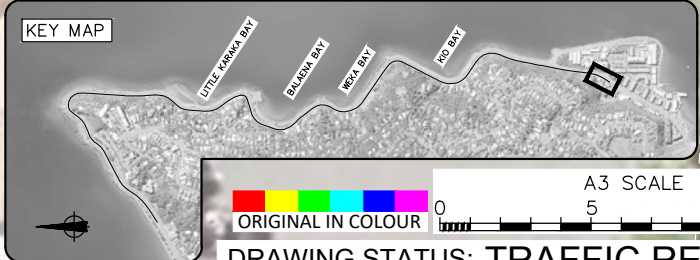 KEY MAP
LITTLE KARAKA BAY
BALAENA BAY
WEKA BAY
KIO BAY
A3 SCALE
0 5
ORIGINAL IN COLOUR
DRAWING STATUS: TRAFFIC RE